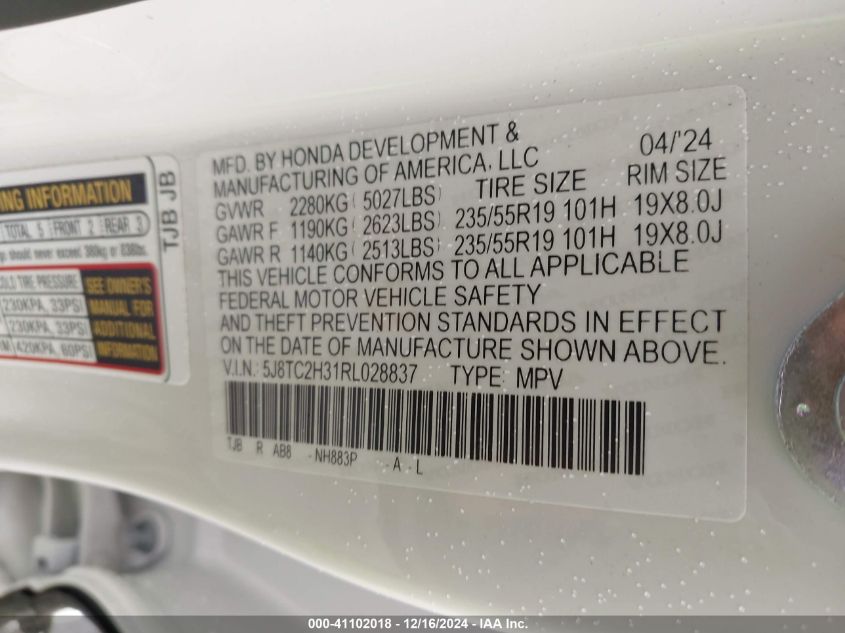 MFD. BY HONDA DEVELOPMENT &
MANUFACTURING OF AMERICA, LLC 04/'24
GVWR 2280KG( 5027LBS) TIRE SIZE RIM SIZE
GAWR F 1190KG( 2623LBS) 235/55R19 101H 19X8.0J
GAWR R 1140KG( 2513LBS) 235/55R19 101H 19X8.0J
THIS VEHICLE CONFORMS TO ALL APPLICABLE
FEDERAL MOTOR VEHICLE SAFETY
AND THEFT PREVENTION STANDARDS IN EFFECT
ON THE DATE OF MANUFACTURE SHOWN ABOVE.
V.I.N.: 5J8TC2H31RL028837 TYPE: MPV
TJB R AB8 -NH883P -A -L
TJB JB
ING INFORMATION
TOTAL 5 FRONT 2 REAR 3
should never exceed 380kg or 838lbs.
COLD TIRE PRESSURE
230KPA, 33PSI
230KPA, 33PSI
420KPA, 60PSI
SEE OWNER'S
MANUAL FOR
ADDITIONAL
INFORMATION
000-41102018 - 12/16/2024 - IAA Inc.